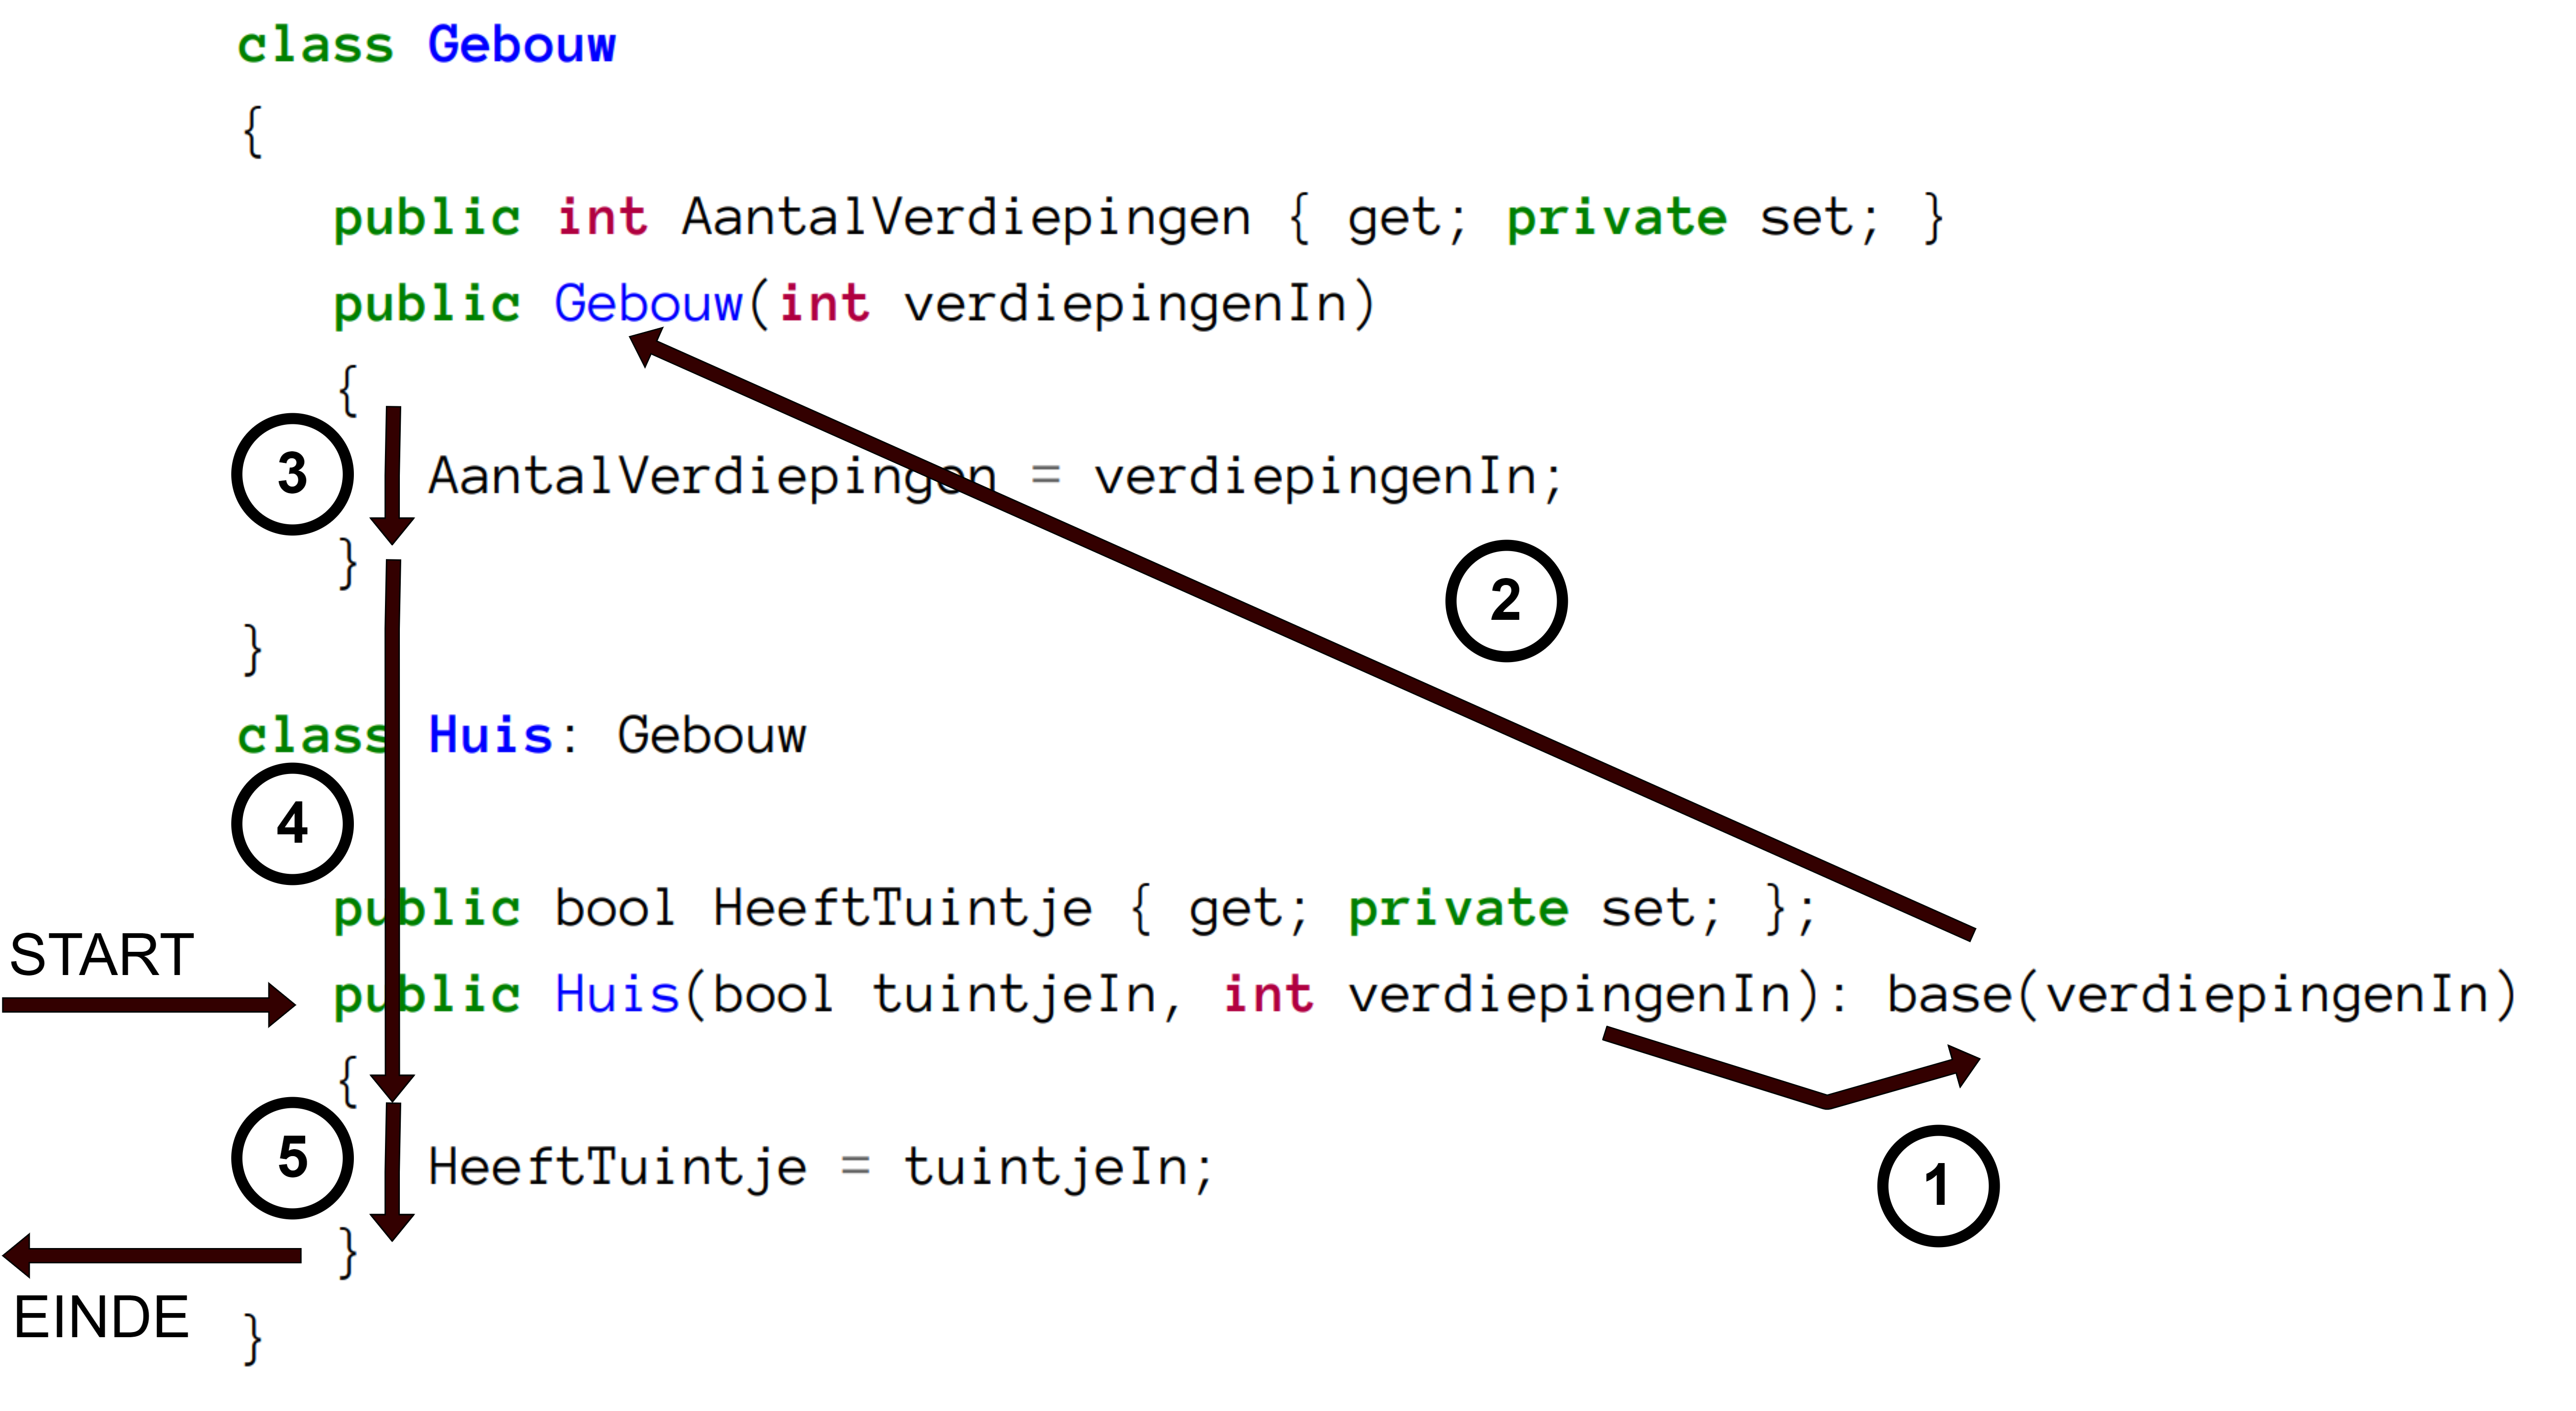 class Gebouw
{
public int AantalVerdiepingen { get; private set; }
public Gebouw(int verdiepingenIn)
{
3 AantalVerdiepingen = verdiepingenIn;
}
2
}
class Huis: Gebouw
4
public bool HeeftTuintje { get; private set; };
START
public Huis(bool tuintjeIn, int verdiepingenIn): base(verdiepingenIn)
{
5 HeeftTuintje = tuintjeIn;
1
}
EINDE
}